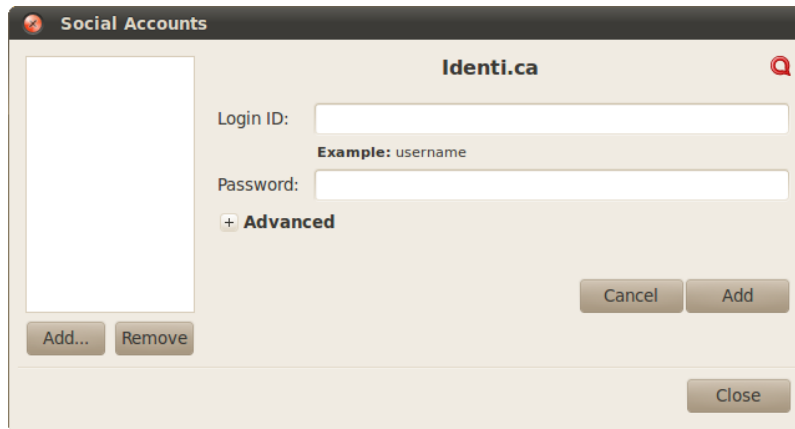 Social Accounts
Identi.ca
Login ID:
Example: username
Password:
+ Advanced
Cancel Add
Add... Remove
Close